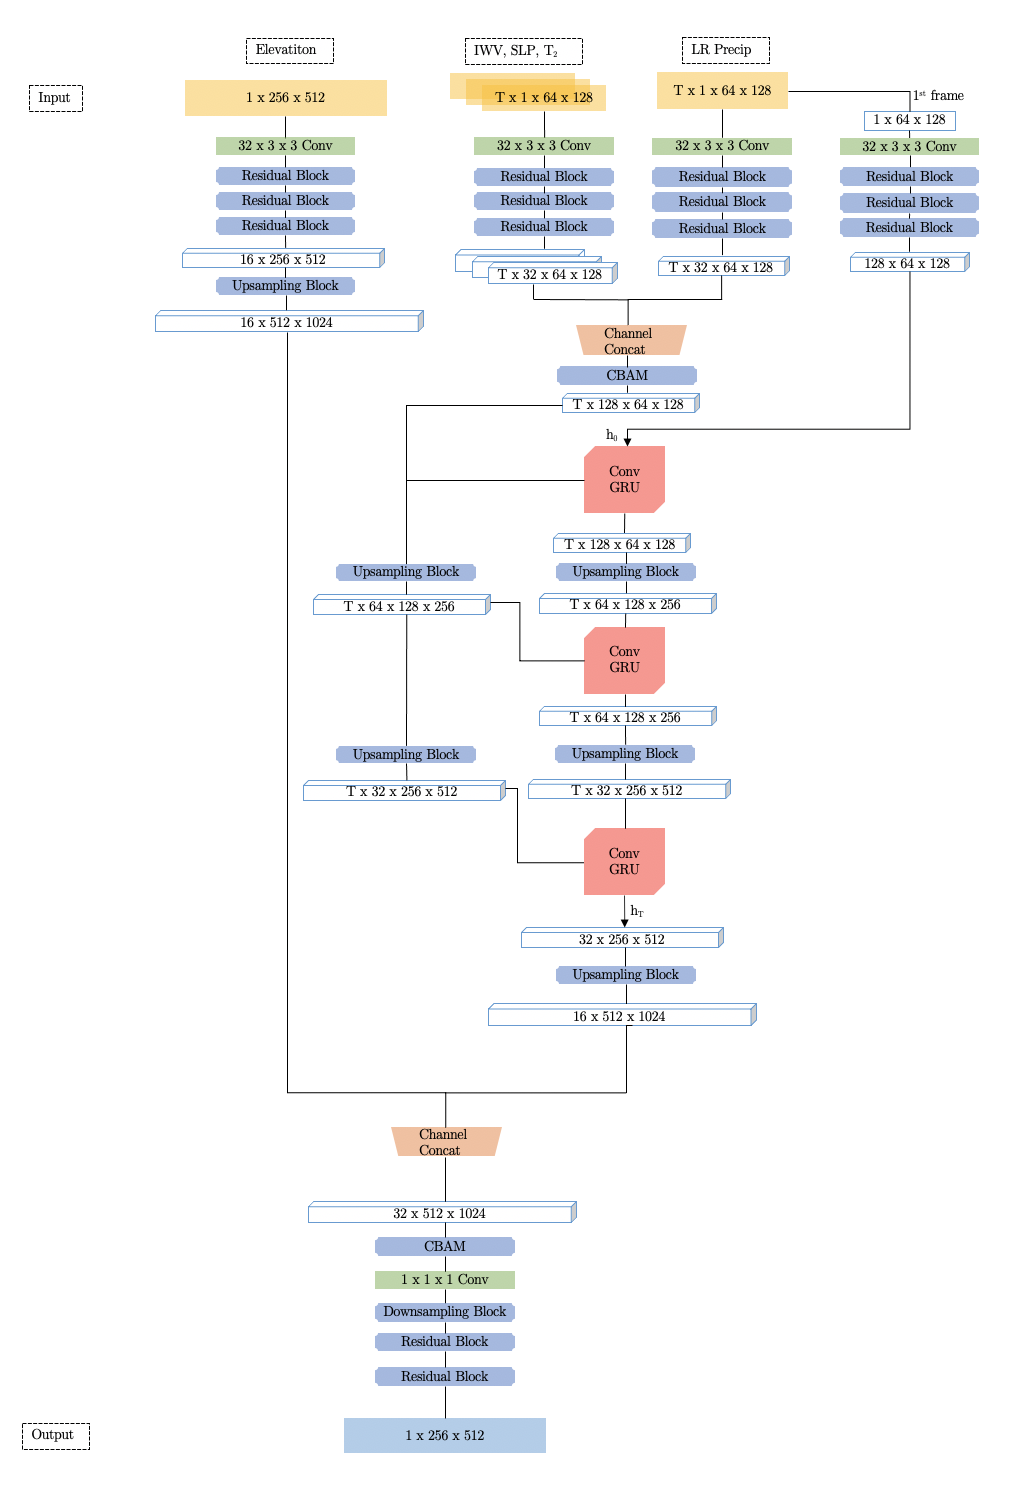 Elevatiton
IWV, SLP, T₂
LR Precip
Input
1 x 256 x 512
T x 1 x 64 x 128
T x 1 x 64 x 128
1st frame
1 x 64 x 128
32 x 3 x 3 Conv
32 x 3 x 3 Conv
32 x 3 x 3 Conv
32 x 3 x 3 Conv
Residual Block
Residual Block
Residual Block
Residual Block
Residual Block
Residual Block
Residual Block
Residual Block
Residual Block
Residual Block
Residual Block
Residual Block
16 x 256 x 512
T x 32 x 64 x 128
T x 32 x 64 x 128
128 x 64 x 128
Upsampling Block
16 x 512 x 1024
Channel
Concat
CBAM
T x 128 x 64 x 128
h₀
Conv
GRU
T x 128 x 64 x 128
Upsampling Block
Upsampling Block
T x 64 x 128 x 256
T x 64 x 128 x 256
Conv
GRU
T x 64 x 128 x 256
Upsampling Block
Upsampling Block
T x 32 x 256 x 512
T x 32 x 256 x 512
Conv
GRU
hT
32 x 256 x 512
Upsampling Block
16 x 512 x 1024
Channel
Concat
32 x 512 x 1024
CBAM
1 x 1 x 1 Conv
Downsampling Block
Residual Block
Residual Block
Output
1 x 256 x 512